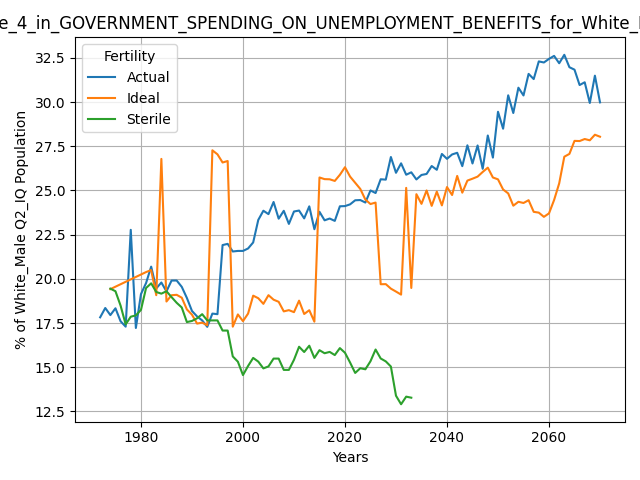 e_4_in_GOVERNMENT_SPENDING_ON_UNEMPLOYMENT_BENEFITS_for_White_
Fertility
Actual
Ideal
Sterile
% of White_Male Q2_IQ Population
32.5
30.0
27.5
25.0
22.5
20.0
17.5
15.0
12.5
1980
2000
2020
2040
2060
Years